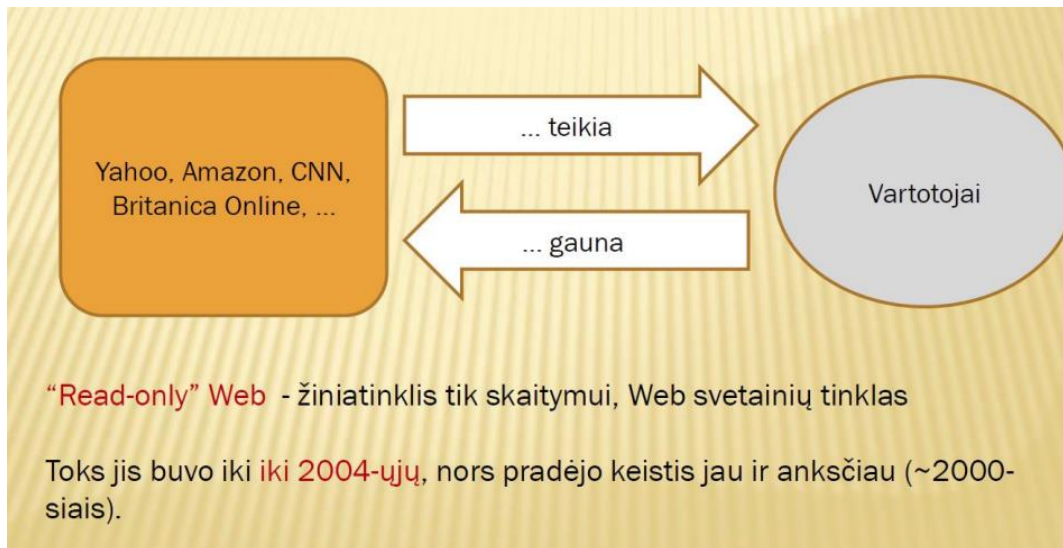 Yahoo, Amazon, CNN,
Britanica Online, ...
... teikia
... gauna
Vartotojai
“Read-only” Web - žiniatinklis tik skaitymui, Web svetainių tinklas
Toks jis buvo iki iki 2004-ųjų, nors pradėjo keistis jau ir anksčiau (~2000-
siais).